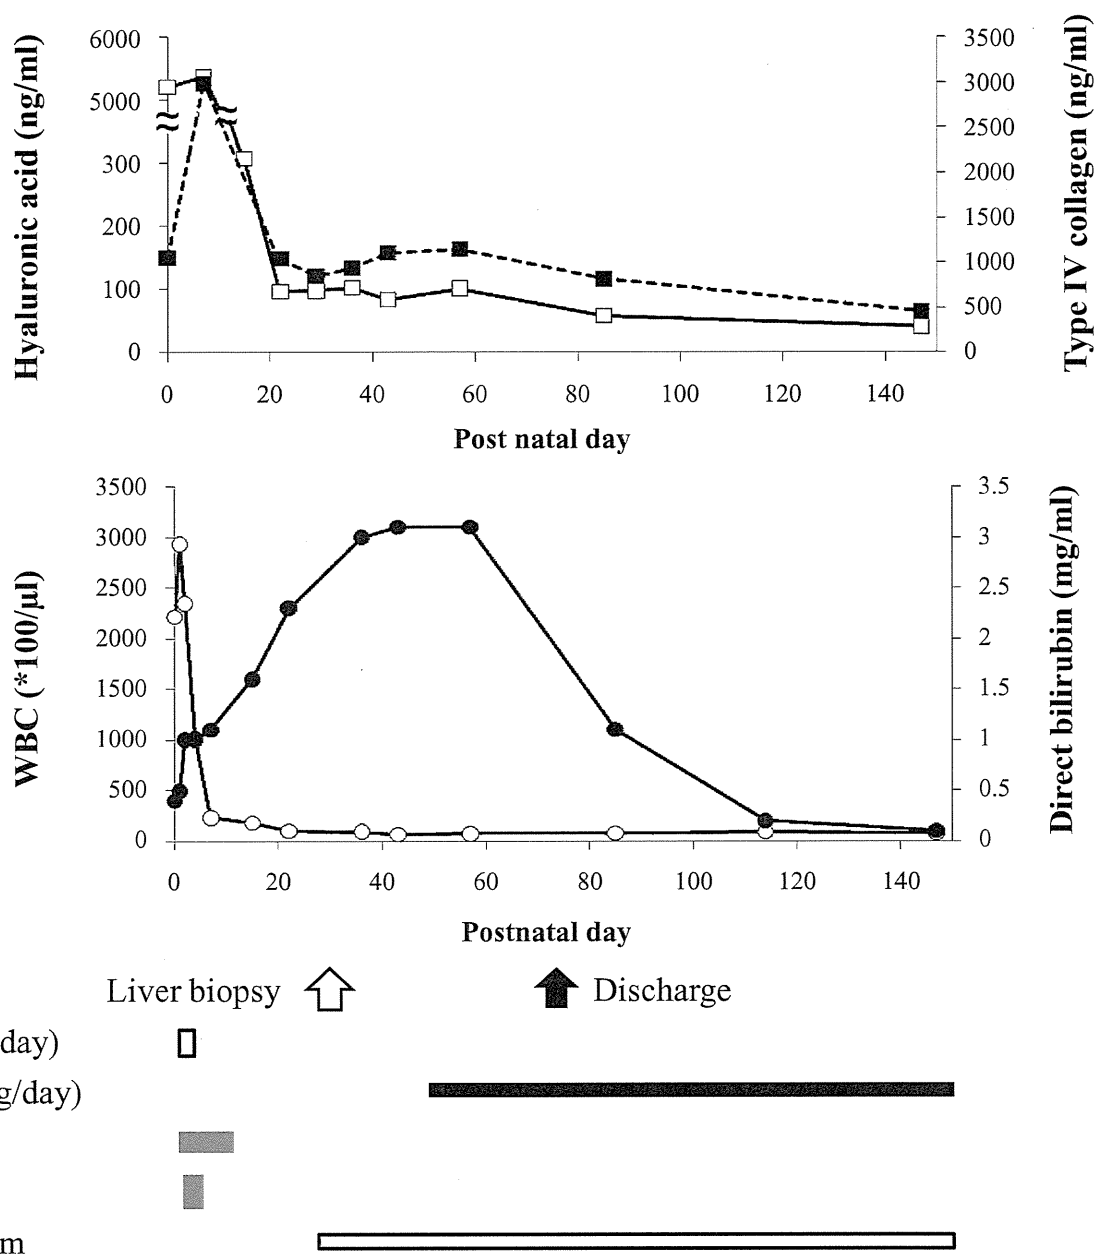 Hyaluronic acid (ng/ml)
6000
5000
300
200
100
0
3500
3000
2500
2000
1500
1000
500
0
Type IV collagen (ng/ml)
0 20 40 60 80 100 120 140
Post natal day
WBC (*100/µl)
3500
3000
2500
2000
1500
1000
500
0
3.5
3
2.5
2
1.5
1
0.5
0
Direct bilirubin (mg/ml)
0 20 40 60 80 100 120 140
Postnatal day
Liver biopsy Discharge
day)
g/day)
m